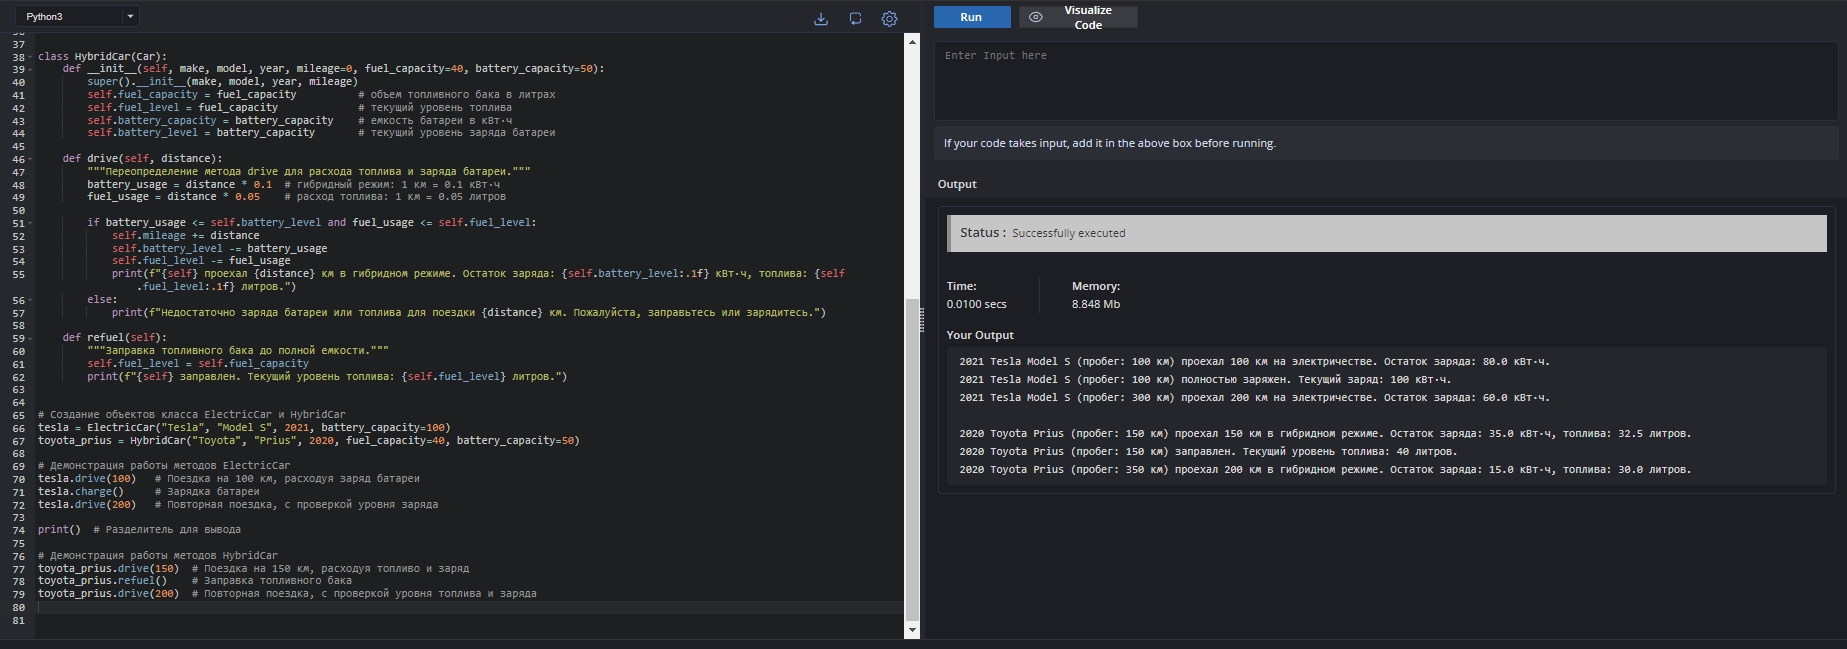 Python3
37
38 class HybridCar(Car):
39     def __init__(self, make, model, year, mileage=0, fuel_capacity=40, battery_capacity=50):
40         super().__init__(make, model, year, mileage)
41         self.fuel_capacity = fuel_capacity          # объем топливного бака в литрах
42         self.fuel_level = fuel_capacity             # текущий уровень топлива
43         self.battery_capacity = battery_capacity    # емкость батареи в кВт·ч
44         self.battery_level = battery_capacity       # текущий уровень заряда батареи
45
46     def drive(self, distance):
47         """Переопределение метода drive для расхода топлива и заряда батареи."""
48         battery_usage = distance * 0.1  # гибридный режим: 1 км = 0.1 кВт·ч
49         fuel_usage = distance * 0.05    # расход топлива: 1 км = 0.05 литров
50
51         if battery_usage <= self.battery_level and fuel_usage <= self.fuel_level:
52             self.mileage += distance
53             self.battery_level -= battery_usage
54             self.fuel_level -= fuel_usage
55             print(f"{self} проехал {distance} км в гибридном режиме. Остаток заряда: {self.battery_level:.1f} кВт·ч, топлива: {self
                .fuel_level:.1f} литров.")
56         else:
57             print(f"Недостаточно заряда батареи или топлива для поездки {distance} км. Пожалуйста, заправьтесь или зарядитесь.")
58
59     def refuel(self):
60         """Заправка топливного бака до полной емкости."""
61         self.fuel_level = self.fuel_capacity
62         print(f"{self} заправлен. Текущий уровень топлива: {self.fuel_level} литров.")
63
64
65 # Создание объектов класса ElectricCar и HybridCar
66 tesla = ElectricCar("Tesla", "Model S", 2021, battery_capacity=100)
67 toyota_prius = HybridCar("Toyota", "Prius", 2020, fuel_capacity=40, battery_capacity=50)
68
69 # Демонстрация работы методов ElectricCar
70 tesla.drive(100)   # Поездка на 100 км, расходуя заряд батареи
71 tesla.charge()     # Зарядка батареи
72 tesla.drive(200)   # Повторная поездка, с проверкой уровня заряда
73
74 print()  # Разделитель для вывода
75
76 # Демонстрация работы методов HybridCar
77 toyota_prius.drive(150)  # Поездка на 150 км, расходуя топливо и заряд
78 toyota_prius.refuel()    # Заправка топливного бака
79 toyota_prius.drive(200)  # Повторная поездка, с проверкой уровня топлива и заряда
80
81
Run
Visualize
Code
Enter Input here
If your code takes input, add it in the above box before running.
Output
Status : Successfully executed
Time:
0.0100 secs
Memory:
8.848 Mb
Your Output
2021 Tesla Model S (пробег: 100 км) проехал 100 км на электричестве. Остаток заряда: 80.0 кВт·ч.
2021 Tesla Model S (пробег: 100 км) полностью заряжен. Текущий заряд: 100 кВт·ч.
2021 Tesla Model S (пробег: 300 км) проехал 200 км на электричестве. Остаток заряда: 60.0 кВт·ч.
2020 Toyota Prius (пробег: 150 км) проехал 150 км в гибридном режиме. Остаток заряда: 35.0 кВт·ч, топлива: 32.5 литров.
2020 Toyota Prius (пробег: 150 км) заправлен. Текущий уровень топлива: 40 литров.
2020 Toyota Prius (пробег: 350 км) проехал 200 км в гибридном режиме. Остаток заряда: 15.0 кВт·ч, топлива: 30.0 литров.